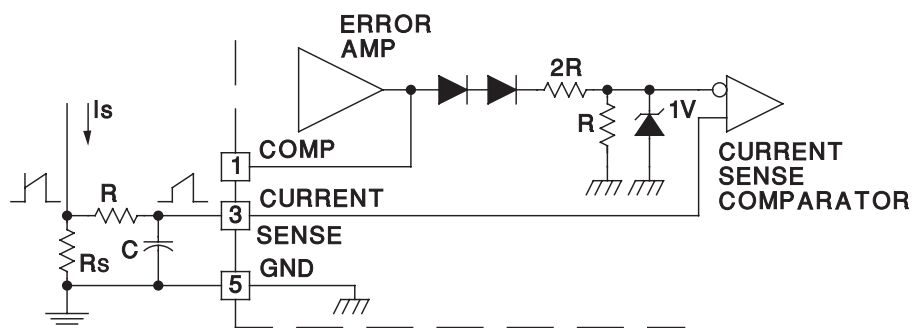 ERROR
AMP
2R
Is
R
1V
1
COMP
CURRENT
SENSE
COMPARATOR
R
3
CURRENT
SENSE
Rs
C
5
GND